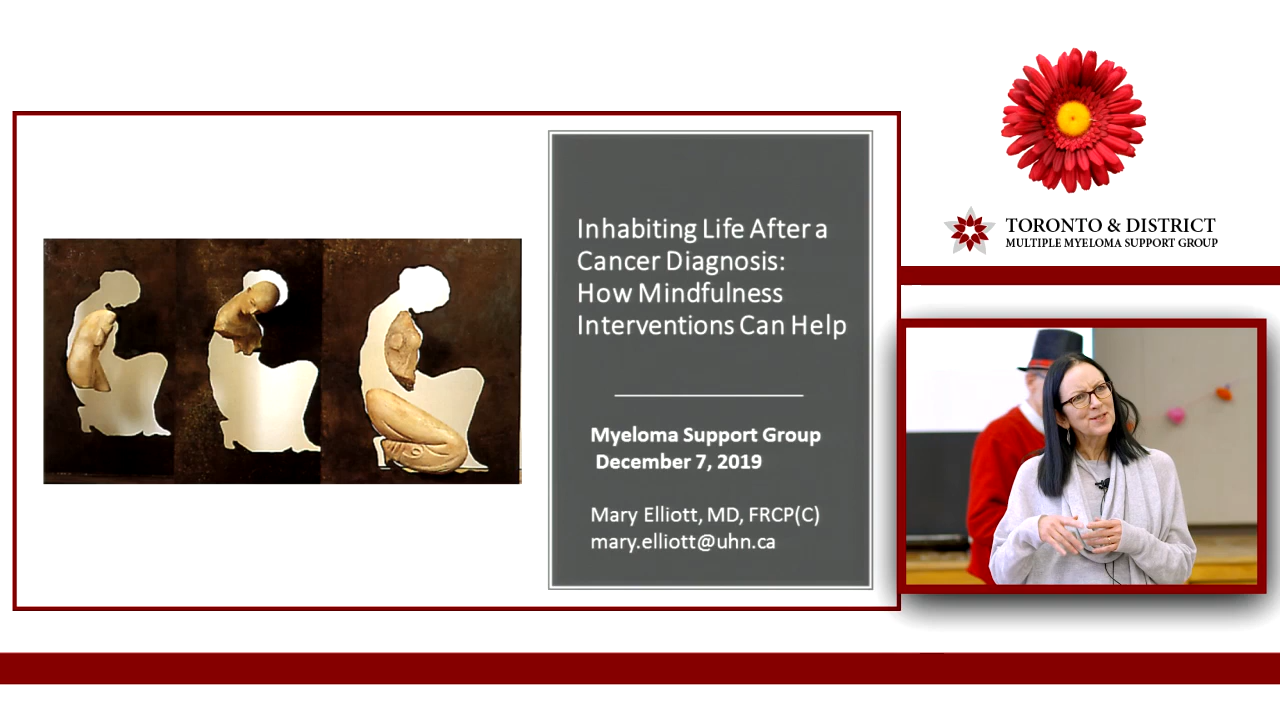 Inhabiting Life After a
Cancer Diagnosis:
How Mindfulness
Interventions Can Help
Myeloma Support Group
December 7, 2019
Mary Elliott, MD, FRCP(C)
mary.elliott@uhn.ca
TORONTO & DISTRICT
MULTIPLE MYELOMA SUPPORT GROUP